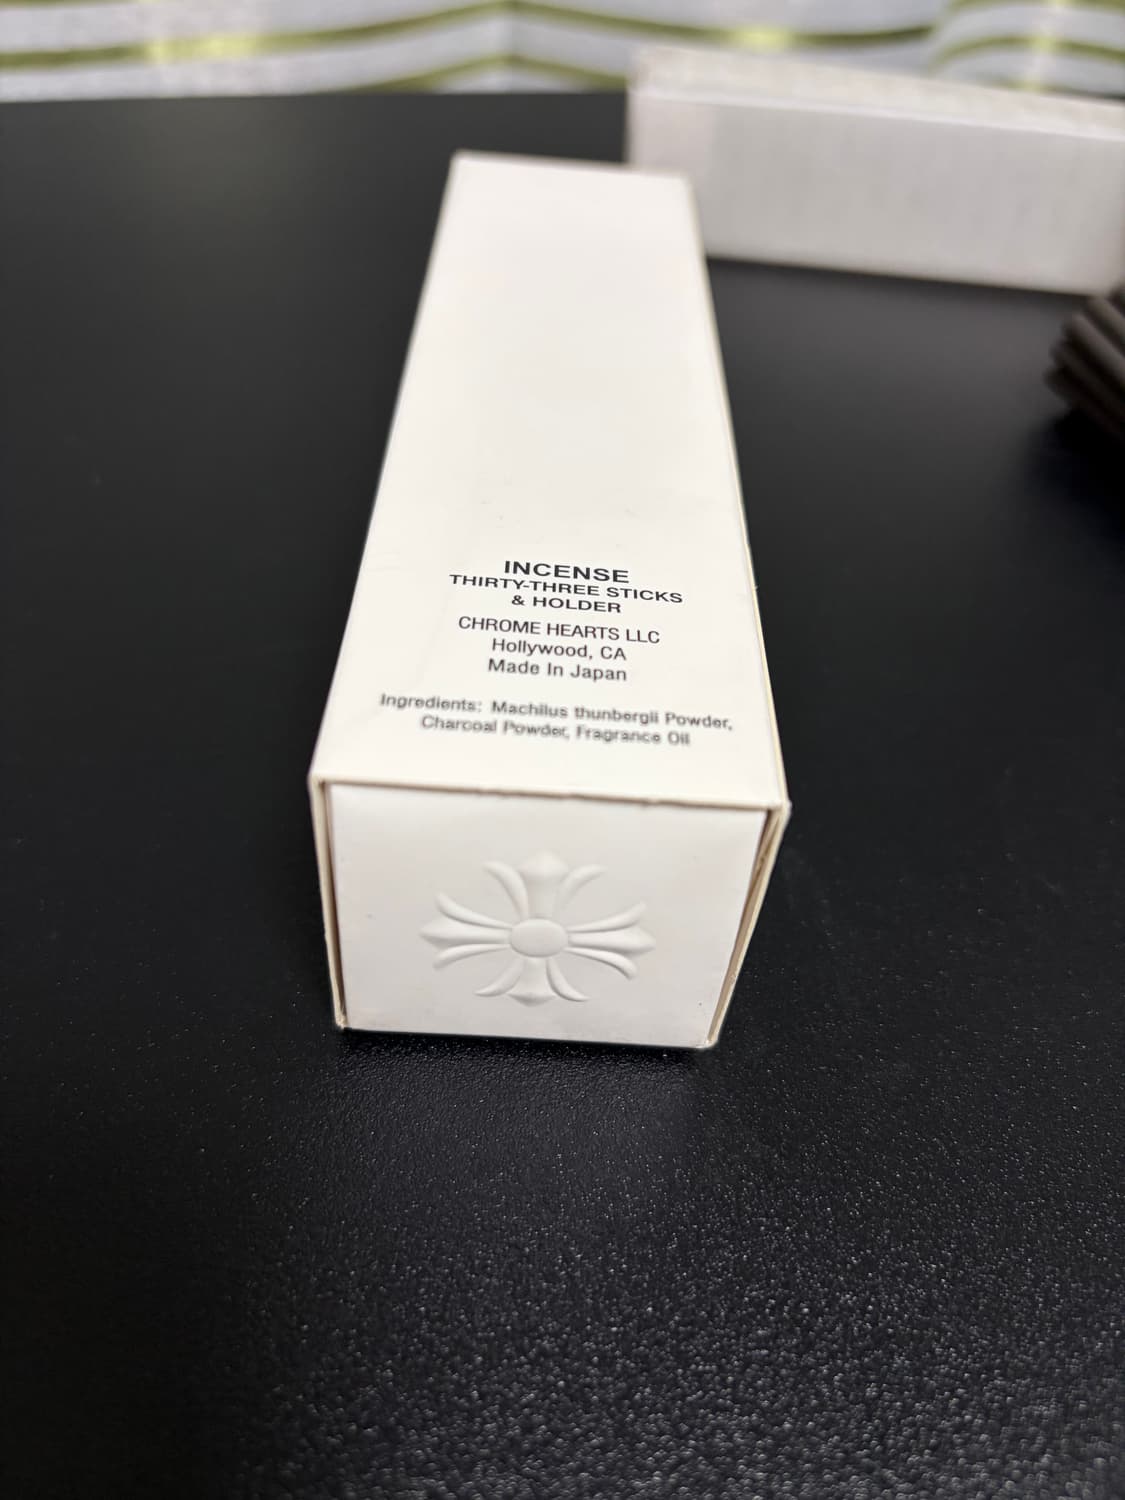 INCENSE
THIRTY-THREE STICKS
& HOLDER
CHROME HEARTS LLC
Hollywood, CA
Made In Japan
Ingredients: Machilus thunbergii Powder,
Charcoal Powder, Fragrance Oil